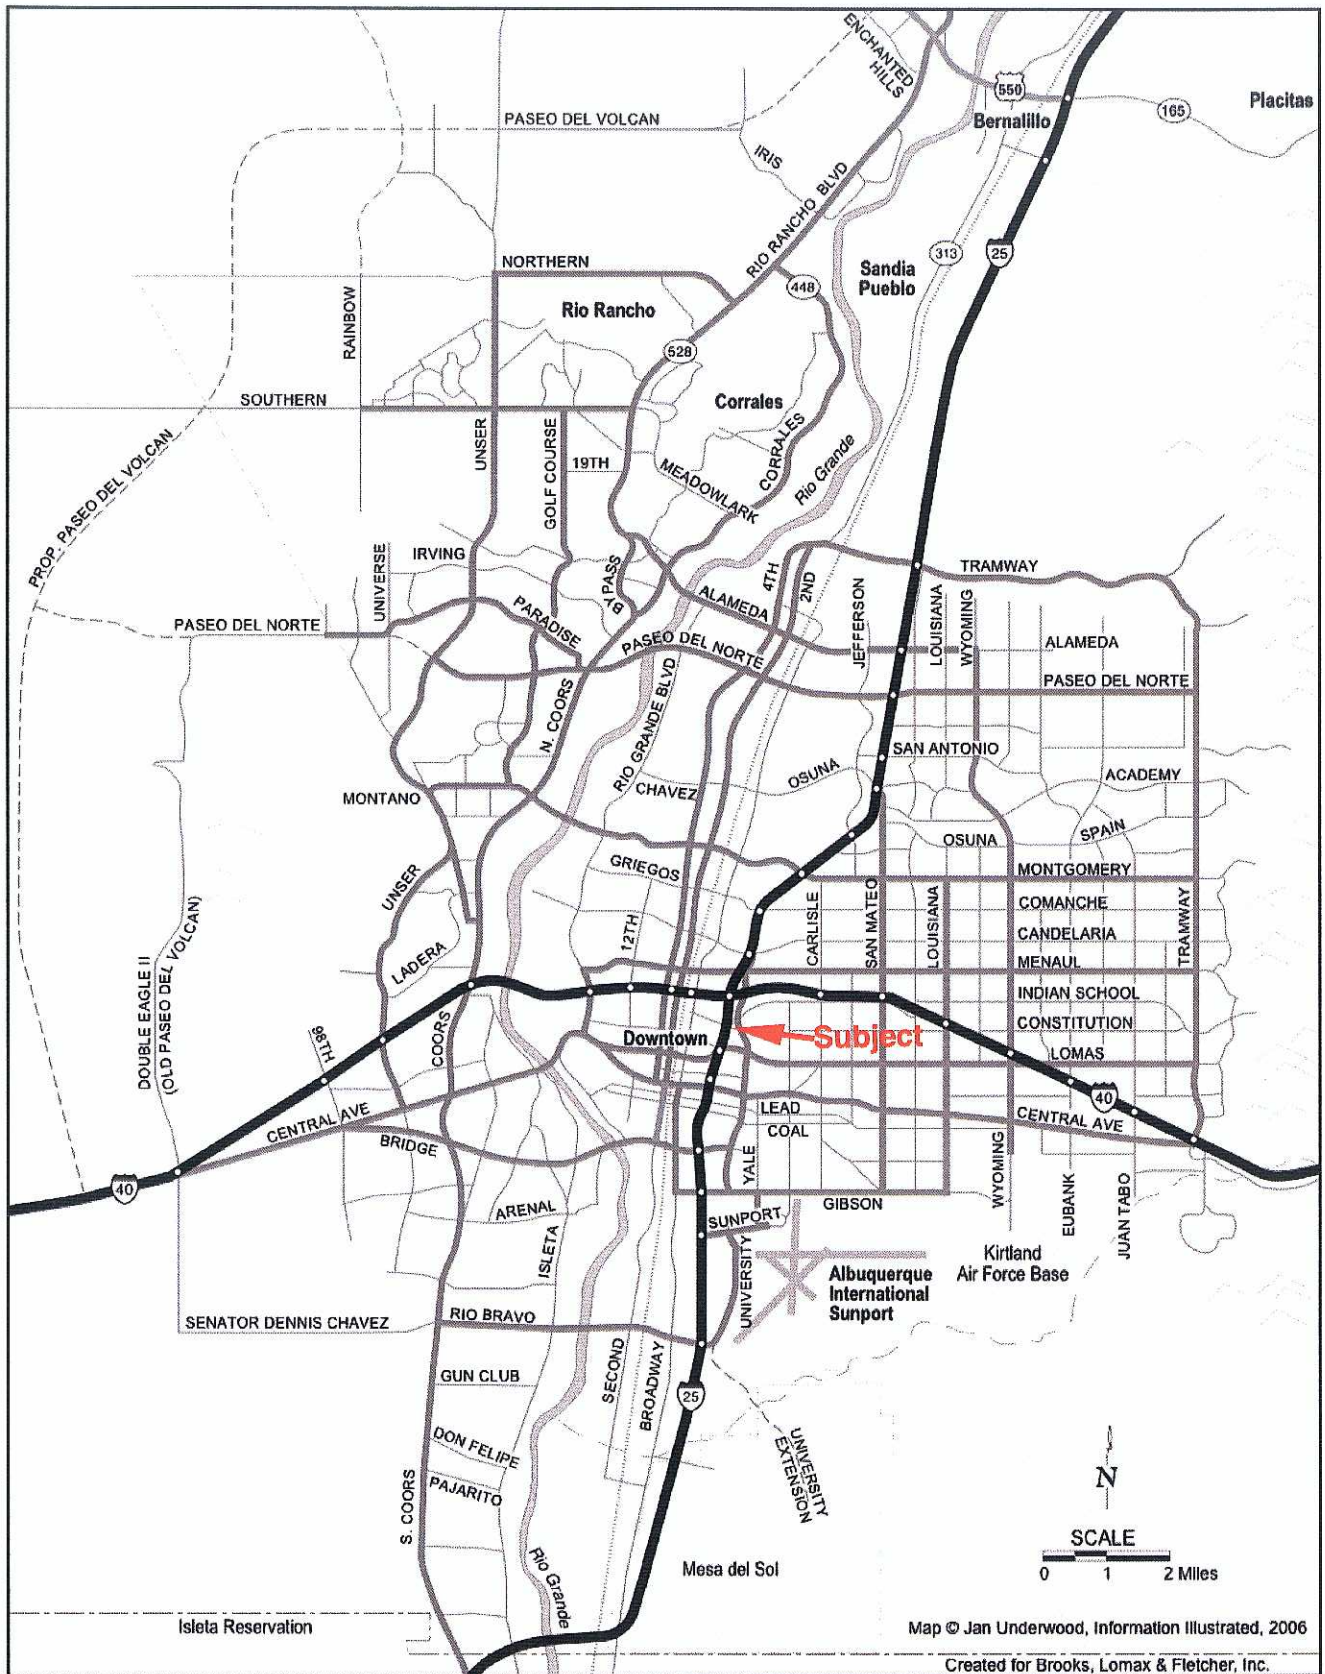 ENCHANTED
HILLS
550
Bernalillo
165
Placitas
PASEO DEL VOLCAN
IRIS
RIO RANCHO BLVD
NORTHERN
448
Sandia
Pueblo
313
25
RAINBOW
Rio Rancho
528
SOUTHERN
Corrales
UNSER
GOLF COURSE
19TH
MEADOWLARK
CORRALES
Rio Grande
PROP. PASEO DEL VOLCAN
UNIVERSE
IRVING
BY PASS
4TH
2ND
TRAMWAY
PASEO DEL NORTE
PARADISE
ALAMEDA
JEFFERSON
LOUISIANA
WYOMING
ALAMEDA
PASEO DEL NORTE
PASEO DEL NORTE
N. COORS
RIO GRANDE BLVD
SAN ANTONIO
MONTANO
CHAVEZ
OSUNA
ACADEMY
OSUNA
SPAIN
UNSER
GRIEGOS
MONTGOMERY
12TH
CARLISLE
SAN MATEO
LOUISIANA
COMANCHE
CANDELARIA
TRAMWAY
LADERA
MENAUL
DOUBLE EAGLE II
(OLD PASEO DEL VOLCAN)
INDIAN SCHOOL
98TH
COORS
Downtown
Subject
CONSTITUTION
LOMAS
40
CENTRAL AVE
LEAD
COAL
CENTRAL AVE
BRIDGE
YALE
WYOMING
EUBANK
JUAN TABO
40
ARENAL
ISLETA
SUNPORT
GIBSON
UNIVERSITY
Albuquerque
International
Sunport
Kirtland
Air Force Base
SENATOR DENNIS CHAVEZ
RIO BRAVO
GUN CLUB
SECOND
BROADWAY
25
DON FELIPE
PAJARITO
UNIVERSITY
EXTENSION
S. COORS
N
SCALE
0 1 2 Miles
Rio Grande
Mesa del Sol
Isleta Reservation
Map © Jan Underwood, Information Illustrated, 2006
Created for Brooks, Lomax & Fletcher, Inc.